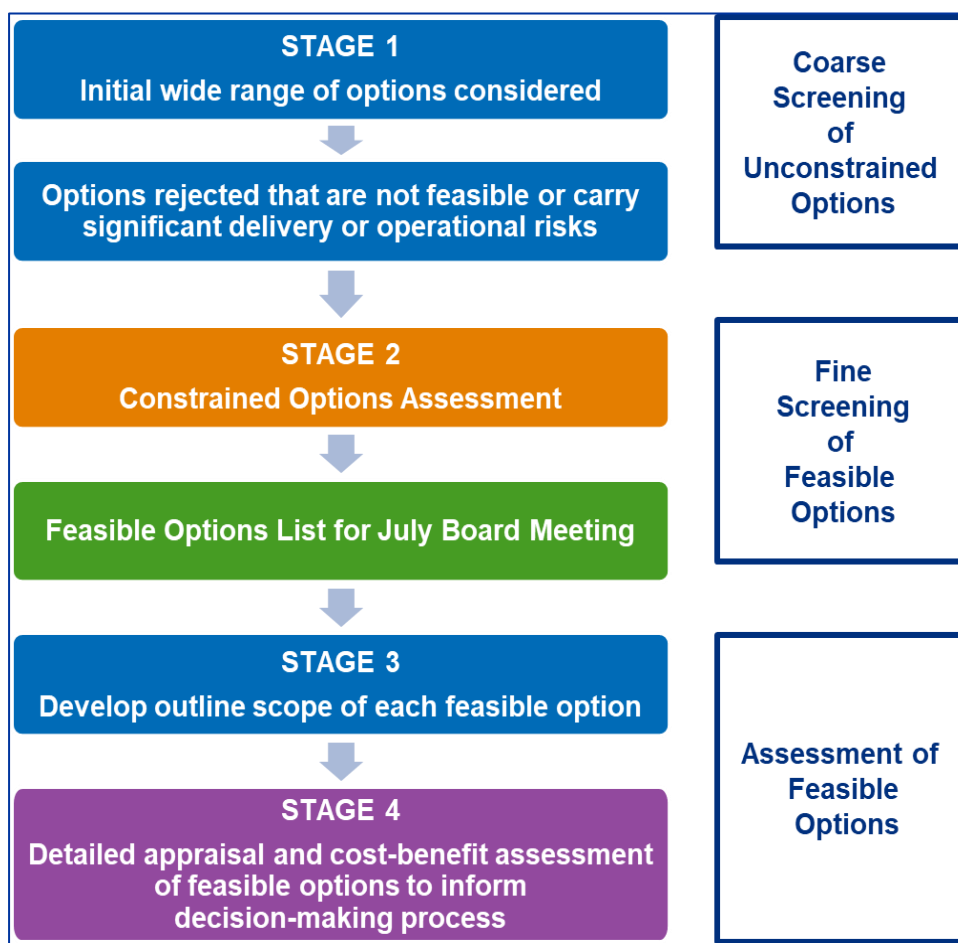 STAGE 1
Initial wide range of options considered
Options rejected that are not feasible or carry
significant delivery or operational risks
Coarse
Screening
of
Unconstrained
Options
STAGE 2
Constrained Options Assessment
Feasible Options List for July Board Meeting
Fine
Screening
of
Feasible
Options
STAGE 3
Develop outline scope of each feasible option
STAGE 4
Detailed appraisal and cost-benefit assessment
of feasible options to inform
decision-making process
Assessment of
Feasible
Options